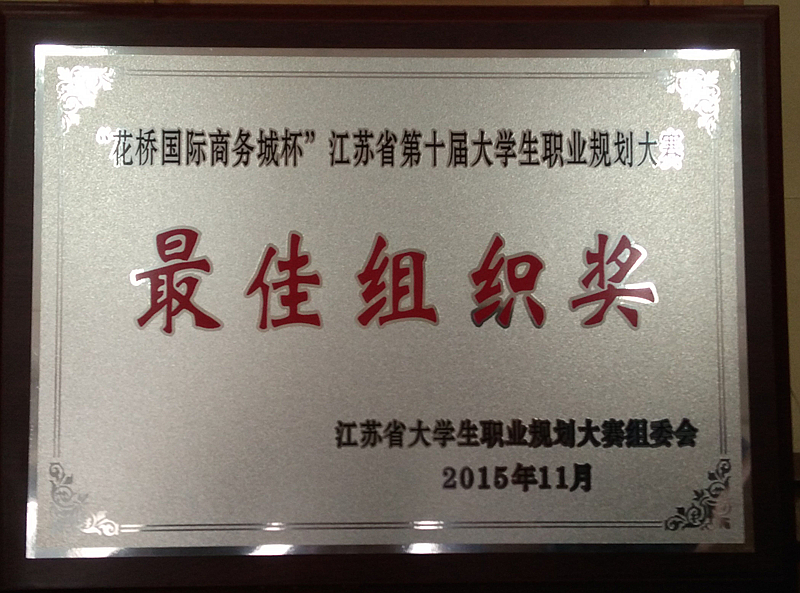 “花桥国际商务城杯”江苏省第十届大学生职业规划大赛
最佳组织奖
江苏省大学生职业规划大赛组委会
2015年11月